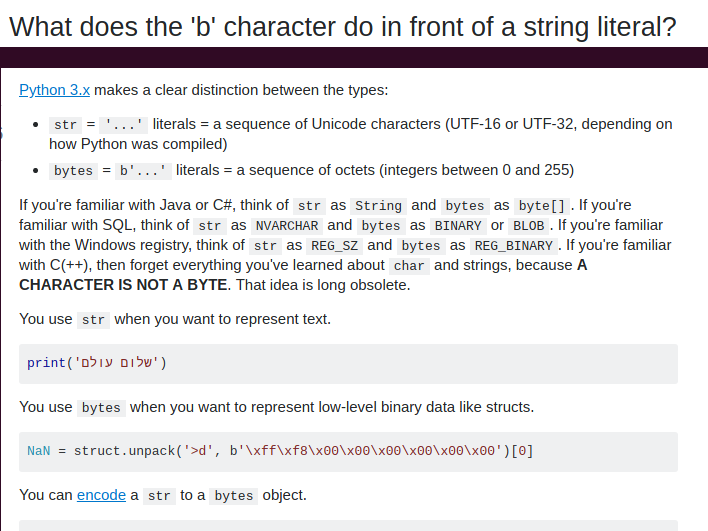 What does the 'b' character do in front of a string literal?
Python 3.x makes a clear distinction between the types:
• str = '...' literals = a sequence of Unicode characters (UTF-16 or UTF-32, depending on
how Python was compiled)
• bytes = b'...' literals = a sequence of octets (integers between 0 and 255)
If you're familiar with Java or C#, think of str as String and bytes as byte[]. If you're
familiar with SQL, think of str as NVARCHAR and bytes as BINARY or BLOB. If you're familiar
with the Windows registry, think of str as REG_SZ and bytes as REG_BINARY. If you're familiar
with C(++), then forget everything you've learned about char and strings, because A
CHARACTER IS NOT A BYTE. That idea is long obsolete.
You use str when you want to represent text.
print('שלום עולם')
You use bytes when you want to represent low-level binary data like structs.
NaN = struct.unpack('>d', b'\xff\xf8\x00\x00\x00\x00\x00\x00')[0]
You can encode a str to a bytes object.